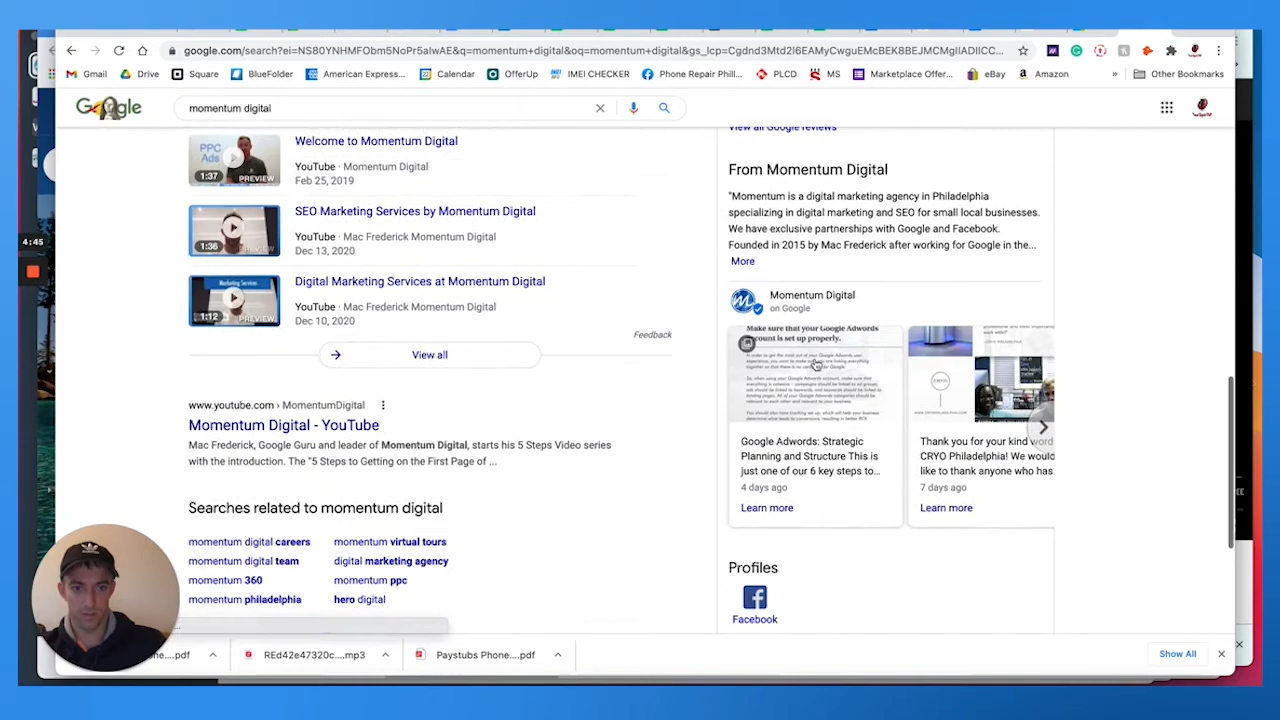 google.com/search?ei=NS80YNHMFObm5NoPr5alwAE&q=momentum+digital&oq=momentum+digital&gs_lcp=Cgdnd3Mtd2l6EAMyCwguEMcBEK8BEJMCMgIIADIICC...
Gmail Drive Square BlueFolder American Express... Calendar OfferUp IMEI CHECKER Phone Repair Phill... PLCD MS Marketplace Offer... eBay Amazon » Other Bookmarks
Google
momentum digital
View all Google reviews
Welcome to Momentum Digital
YouTube · Momentum Digital
Feb 25, 2019
PPC
Ads
1:37 PREVIEW
SEO Marketing Services by Momentum Digital
YouTube · Mac Frederick Momentum Digital
Dec 13, 2020
1:36 PREVIEW
Digital Marketing Services at Momentum Digital
YouTube · Mac Frederick Momentum Digital
Dec 10, 2020
1:12 PREVIEW
Feedback
View all
www.youtube.com › MomentumDigital
Momentum Digital - YouTube
Mac Frederick, Google Guru and leader of Momentum Digital, starts his 5 Steps Video series
with the introduction. The "5 Steps to Getting on the First Page of ...
Searches related to momentum digital
momentum digital careers momentum virtual tours
momentum digital team digital marketing agency
momentum 360 momentum ppc
momentum philadelphia hero digital
From Momentum Digital
"Momentum is a digital marketing agency in Philadelphia
specializing in digital marketing and SEO for small local businesses.
We have exclusive partnerships with Google and Facebook.
Founded in 2015 by Mac Frederick after working for Google in the...
More
Momentum Digital
on Google
Make sure that your Google Adwords
account is set up properly.
Google Adwords: Strategic
Planning and Structure This is
just one of our 6 key steps to...
4 days ago
Learn more
Thank you for your kind word
CRYO Philadelphia! We would
like to thank anyone who has
7 days ago
Learn more
Profiles
Facebook
4:45
ne....pdf REd42e47320c....mp3 Paystubs Phone....pdf Show All